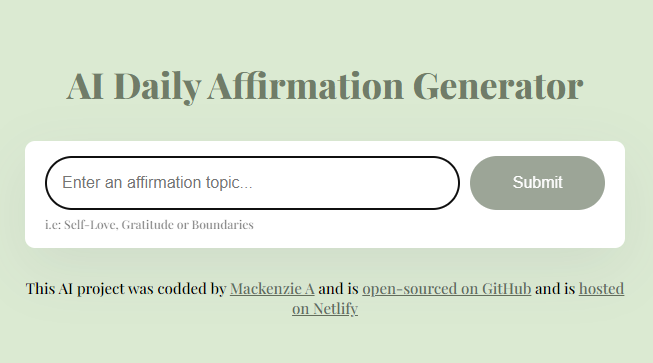 AI Daily Affirmation Generator
Enter an affirmation topic...
Submit
i.e: Self-Love, Gratitude or Boundaries
This AI project was codded by Mackenzie A and is open-sourced on GitHub and is hosted
on Netlify